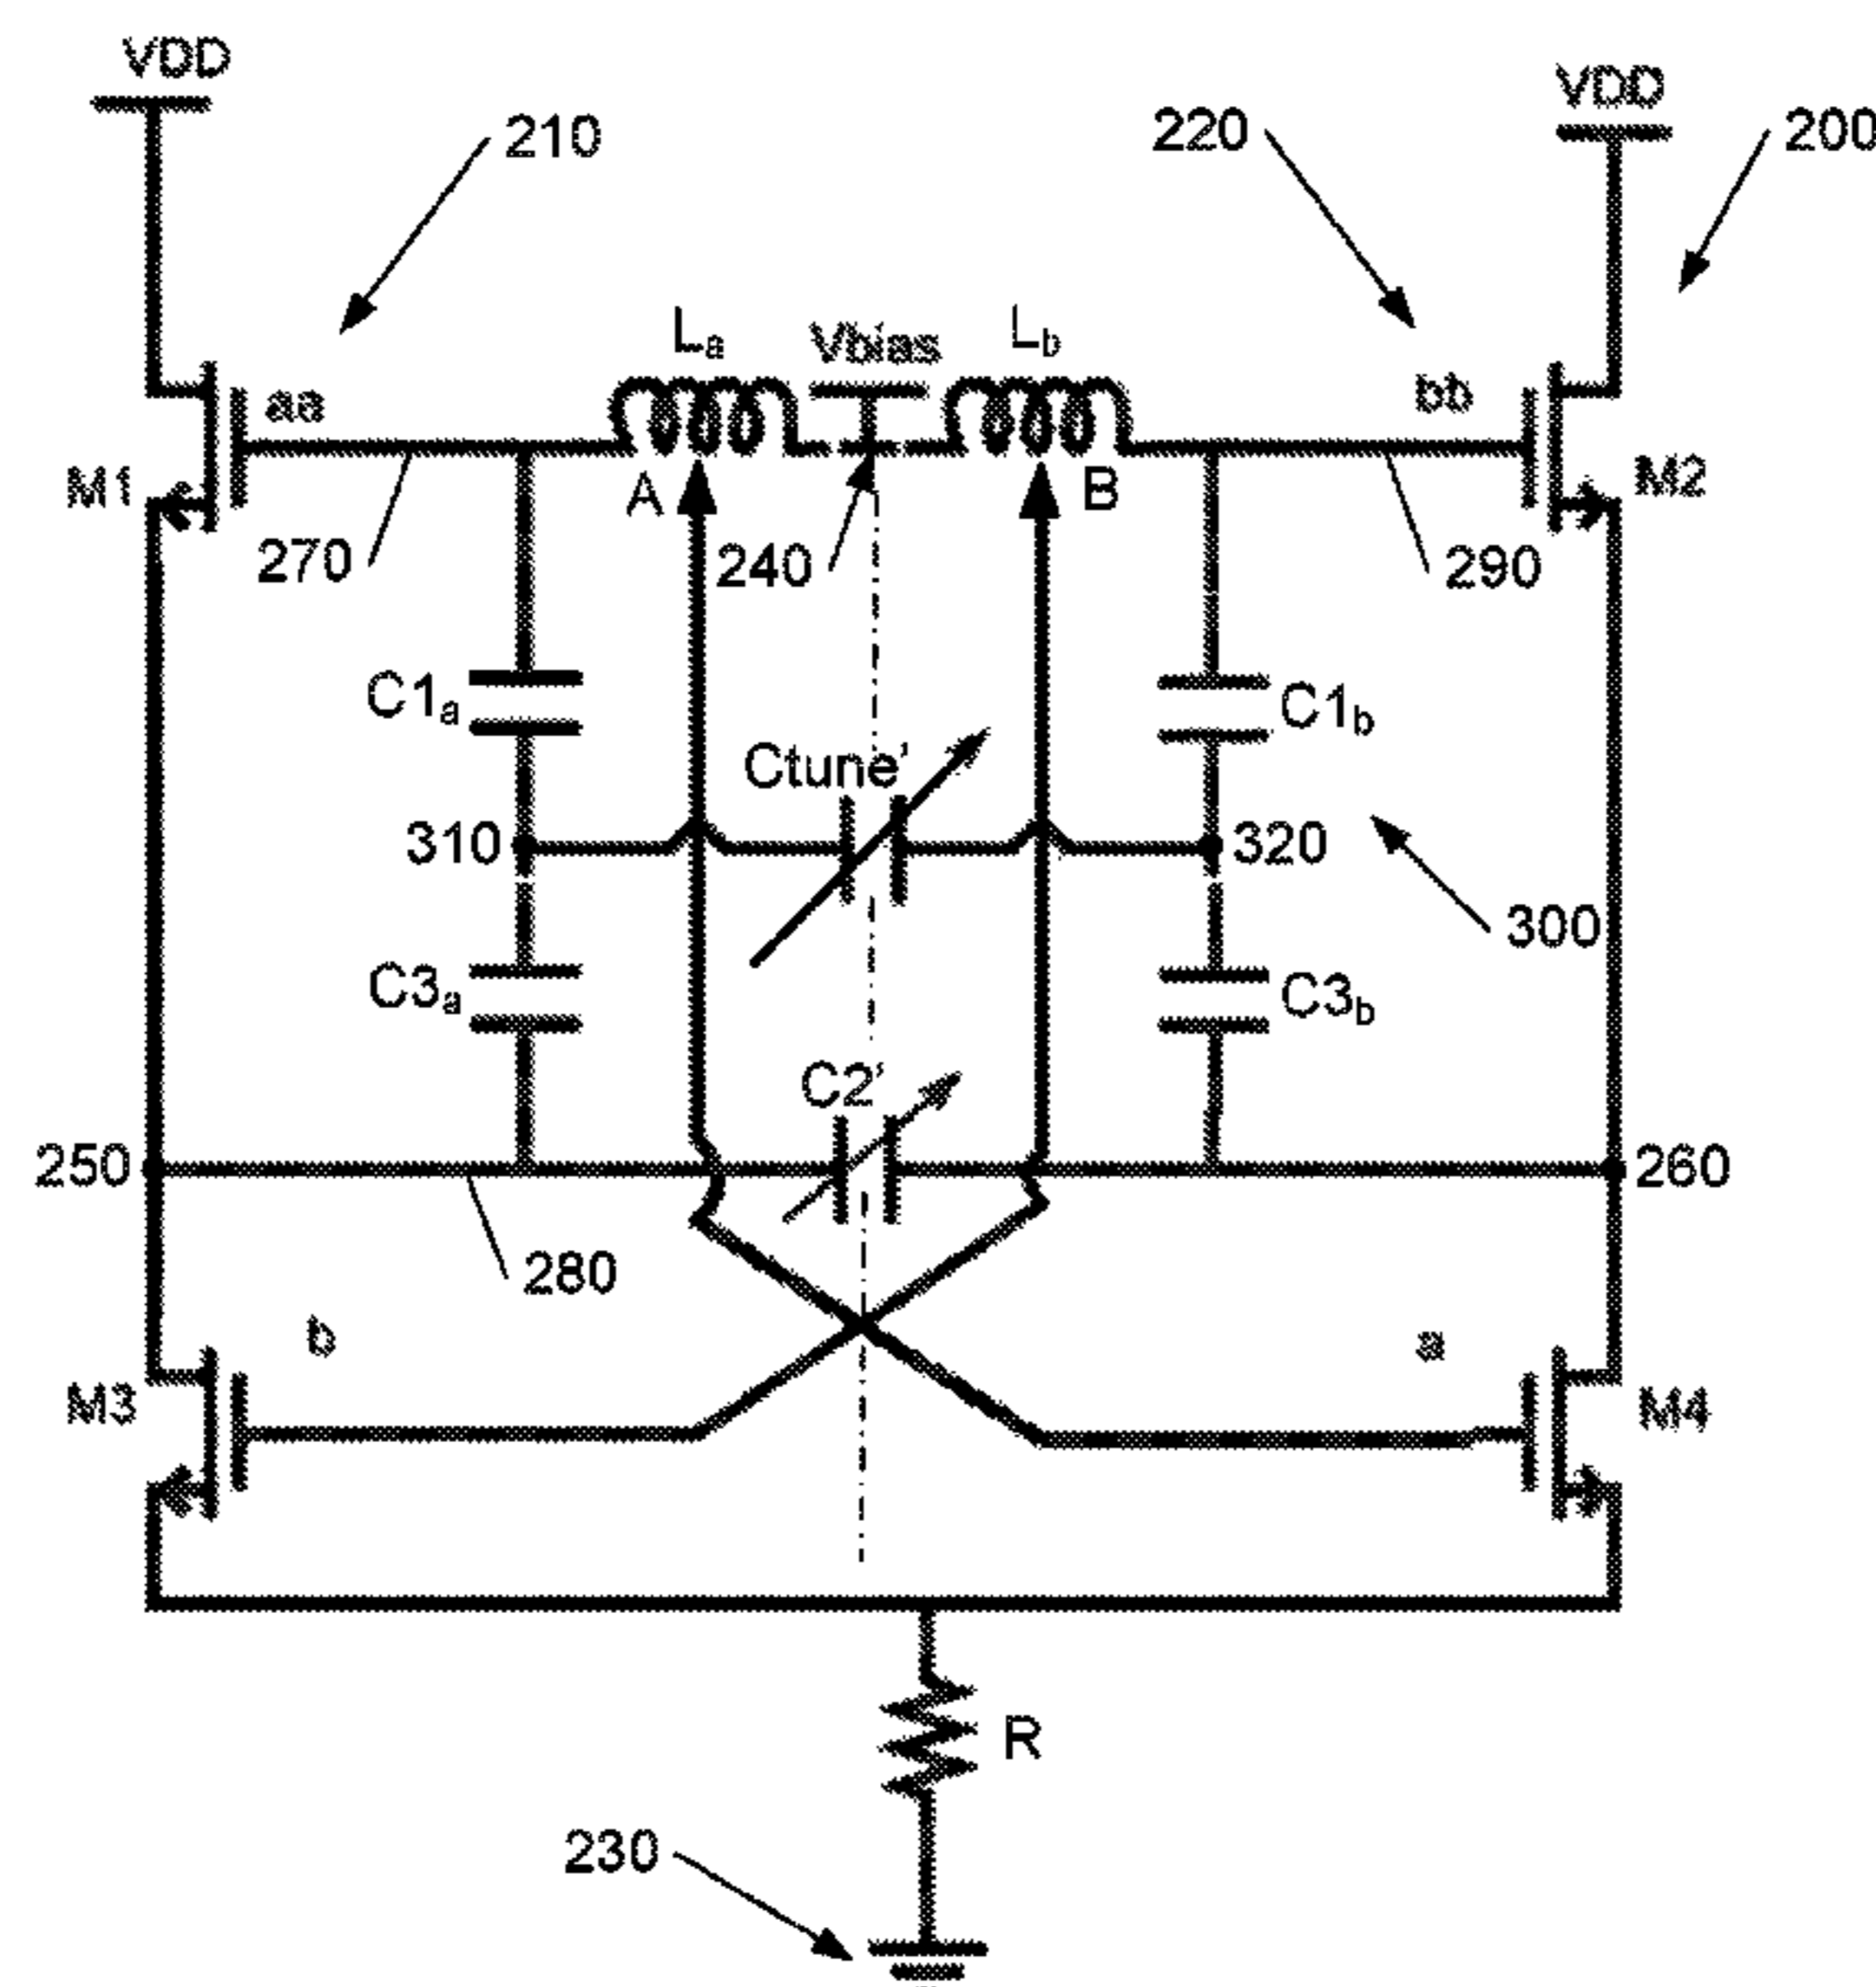 VDD
VDD
210
220
200
La
Vbias
Lb
aa
bb
M1
A
B
M2
270
240
290
C1a
C1b
Ctune'
310
320
300
C3a
C3b
C2'
250
260
280
b
a
M3
M4
R
230